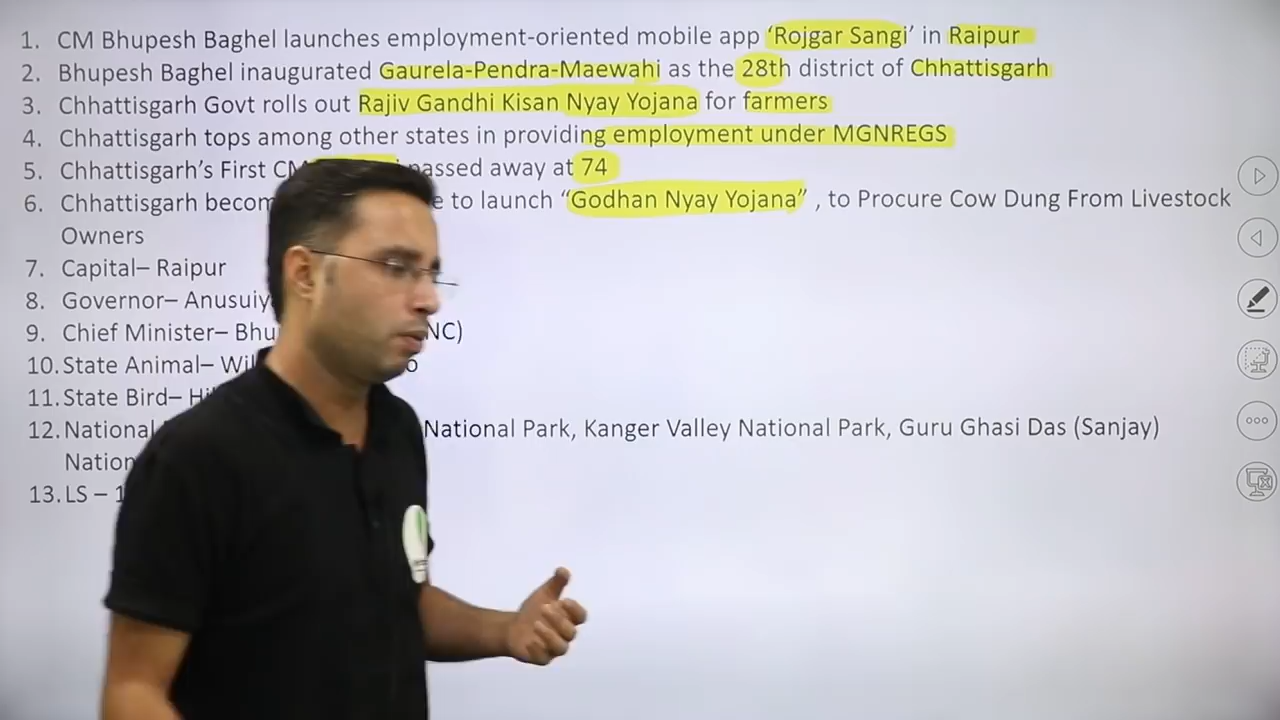 1. CM Bhupesh Baghel launches employment-oriented mobile app ‘Rojgar Sangi’ in Raipur
2. Bhupesh Baghel inaugurated Gaurela-Pendra-Maewahi as the 28th district of Chhattisgarh
3. Chhattisgarh Govt rolls out Rajiv Gandhi Kisan Nyay Yojana for farmers
4. Chhattisgarh tops among other states in providing employment under MGNREGS
5. Chhattisgarh’s First CM passed away at 74
6. Chhattisgarh to launch “Godhan Nyay Yojana” , to Procure Cow Dung From Livestock
Owners
7. Capital– Raipur
8. Governor–
9. Chief Minister– NC)
10. State Animal–
11. State Bird–
12. National National Park, Kanger Valley National Park, Guru Ghasi Das (Sanjay)
13. LS –